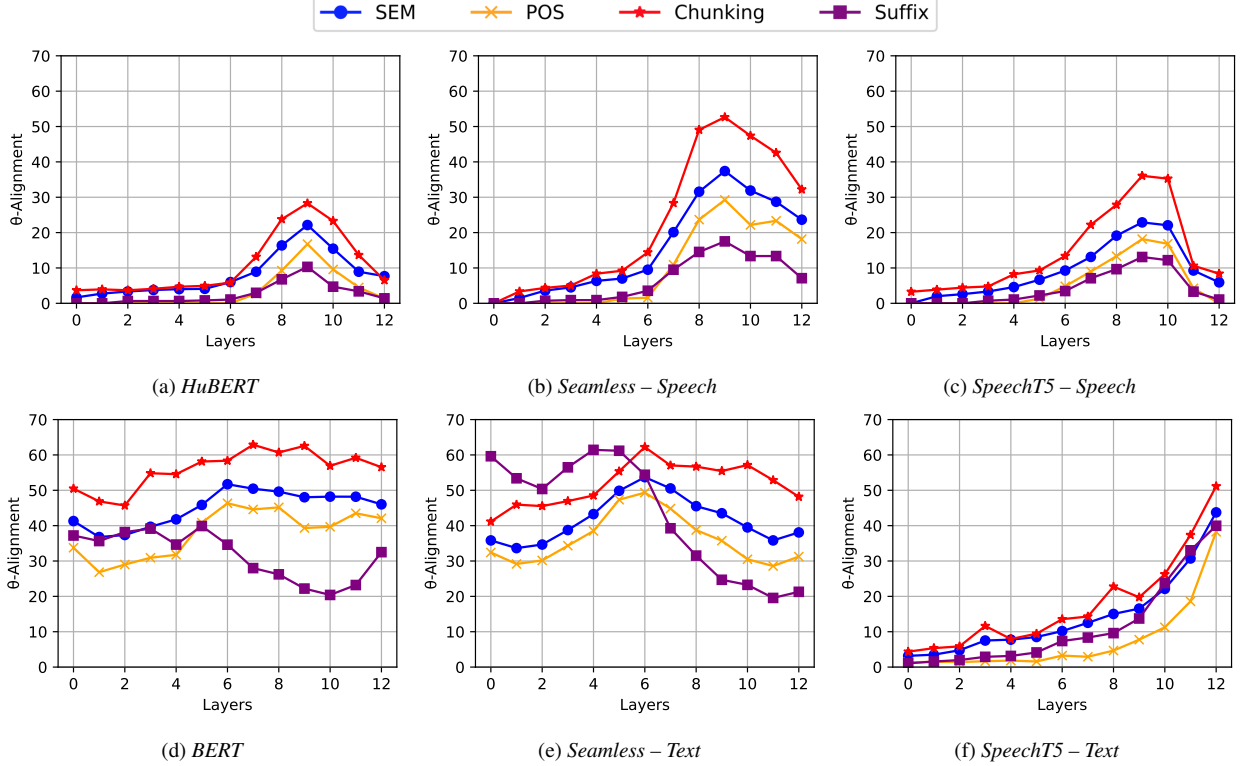 SEM POS Chunking Suffix
70 70 70
60 60 60
50 50 50
40 40 40
30 30 30
20 20 20
10 10 10
0 0 0
θ-Alignment θ-Alignment θ-Alignment
0 2 4 6 8 10 12 0 2 4 6 8 10 12 0 2 4 6 8 10 12
Layers Layers Layers
(a) HuBERT (b) Seamless – Speech (c) SpeechT5 – Speech
70 70 70
60 60 60
50 50 50
40 40 40
30 30 30
20 20 20
10 10 10
0 0 0
θ-Alignment θ-Alignment θ-Alignment
0 2 4 6 8 10 12 0 2 4 6 8 10 12 0 2 4 6 8 10 12
Layers Layers Layers
(d) BERT (e) Seamless – Text (f) SpeechT5 – Text